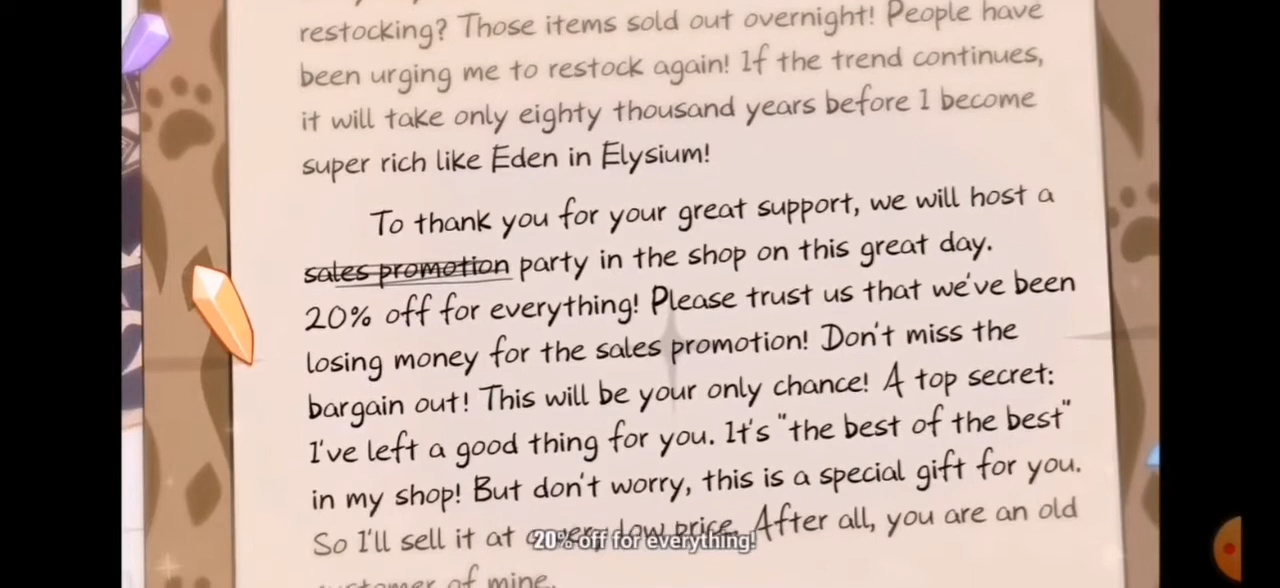 restocking? Those items sold out overnight! People have
been urging me to restock again! If the trend continues,
it will take only eighty thousand years before I become
super rich like Eden in Elysium!
To thank you for your great support, we will host a
sales promotion party in the shop on this great day.
20% off for everything! Please trust us that we've been
losing money for the sales promotion! Don't miss the
bargain out! This will be your only chance! A top secret:
I've left a good thing for you. It's "the best of the best"
in my shop! But don't worry, this is a special gift for you.
So I'll sell it at a very low price. After all, you are an old
20% off for everything!
customer of mine.